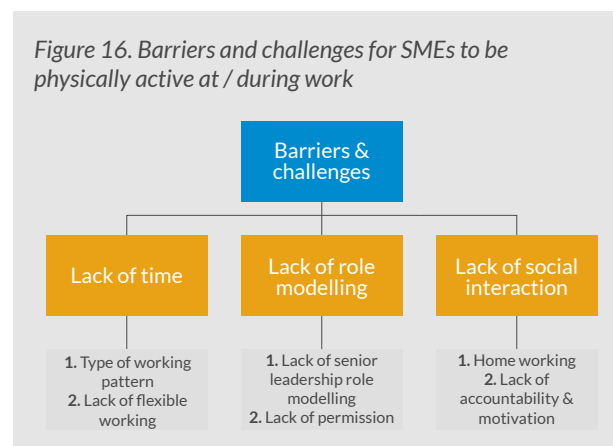 Figure 16. Barriers and challenges for SMEs to be
physically active at / during work
Barriers &
challenges
Lack of time
Lack of role
modelling
Lack of social
interaction
1. Type of working
pattern
2. Lack of flexible
working
1. Lack of senior
leadership role
modelling
2. Lack of permission
1. Home working
2. Lack of
accountability &
motivation